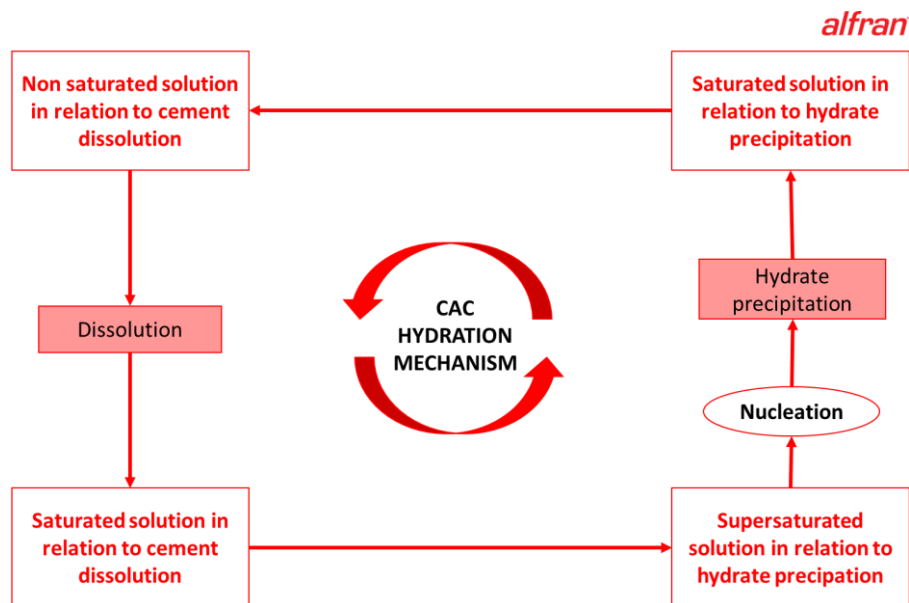 alfran
Non saturated solution
in relation to cement
dissolution
Saturated solution in
relation to hydrate
precipitation
Dissolution
CAC
HYDRATION
MECHANISM
Hydrate
precipitation
Nucleation
Saturated solution in
relation to cement
dissolution
Supersaturated
solution in relation to
hydrate precipation